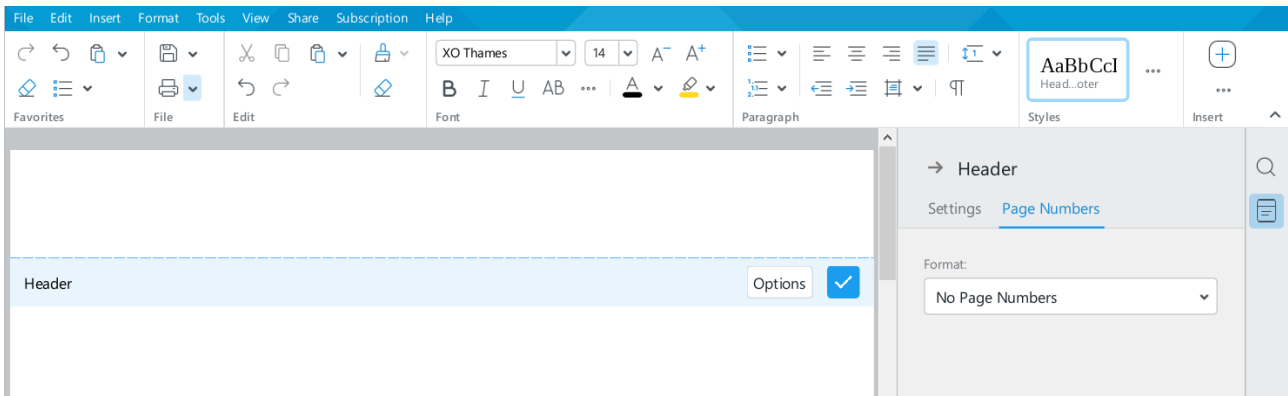 File Edit Insert Format Tools View Share Subscription Help
XO Thames 14 A⁻ A⁺
AaBbCcI
Head...oter
B I U AB A
Favorites File Edit Font Paragraph Styles Insert
Header
Settings Page Numbers
Header Options
Format:
No Page Numbers